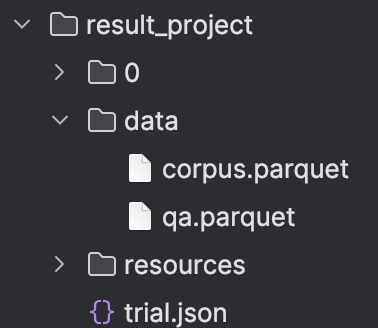 result_project
0
data
corpus.parquet
qa.parquet
resources
{} trial.json